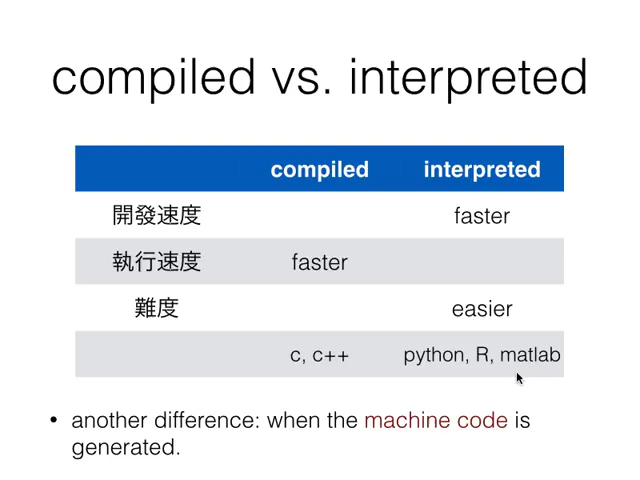 compiled vs. interpreted
compiled interpreted
開發速度 faster
執行速度 faster
難度 easier
c, c++ python, R, matlab
• another difference: when the machine code is
generated.